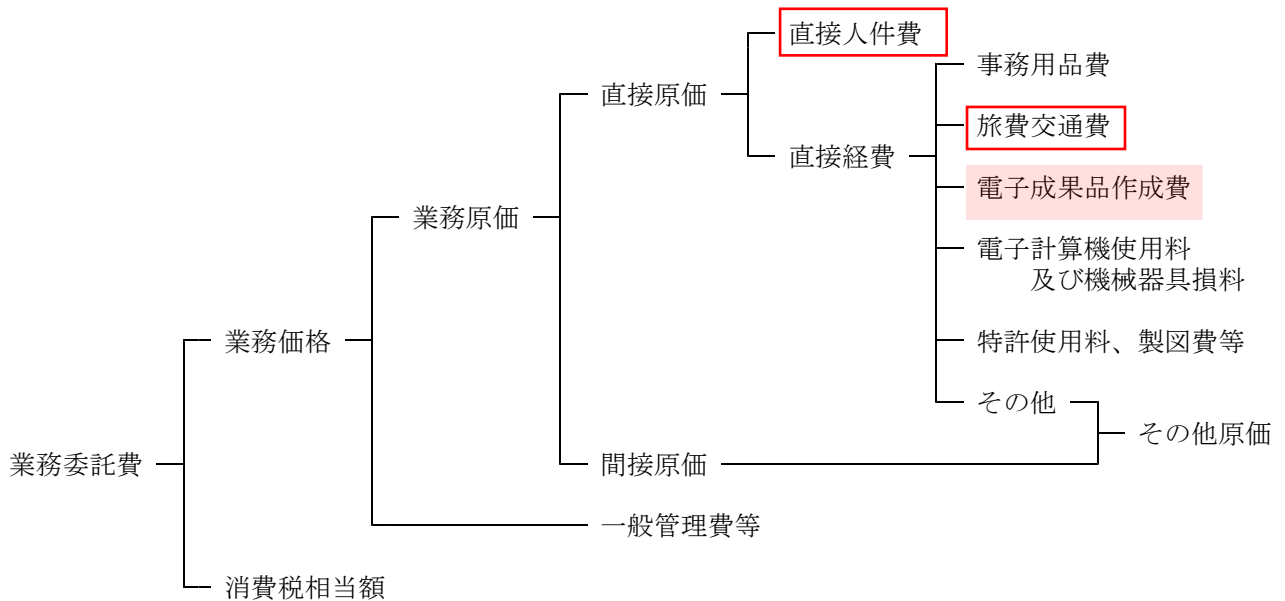 直接人件費
事務用品費
直接原価
旅費交通費
直接経費
電子成果品作成費
業務原価
電子計算機使用料
及び機械器具損料
業務価格
特許使用料、製図費等
その他
その他原価
業務委託費
間接原価
一般管理費等
消費税相当額